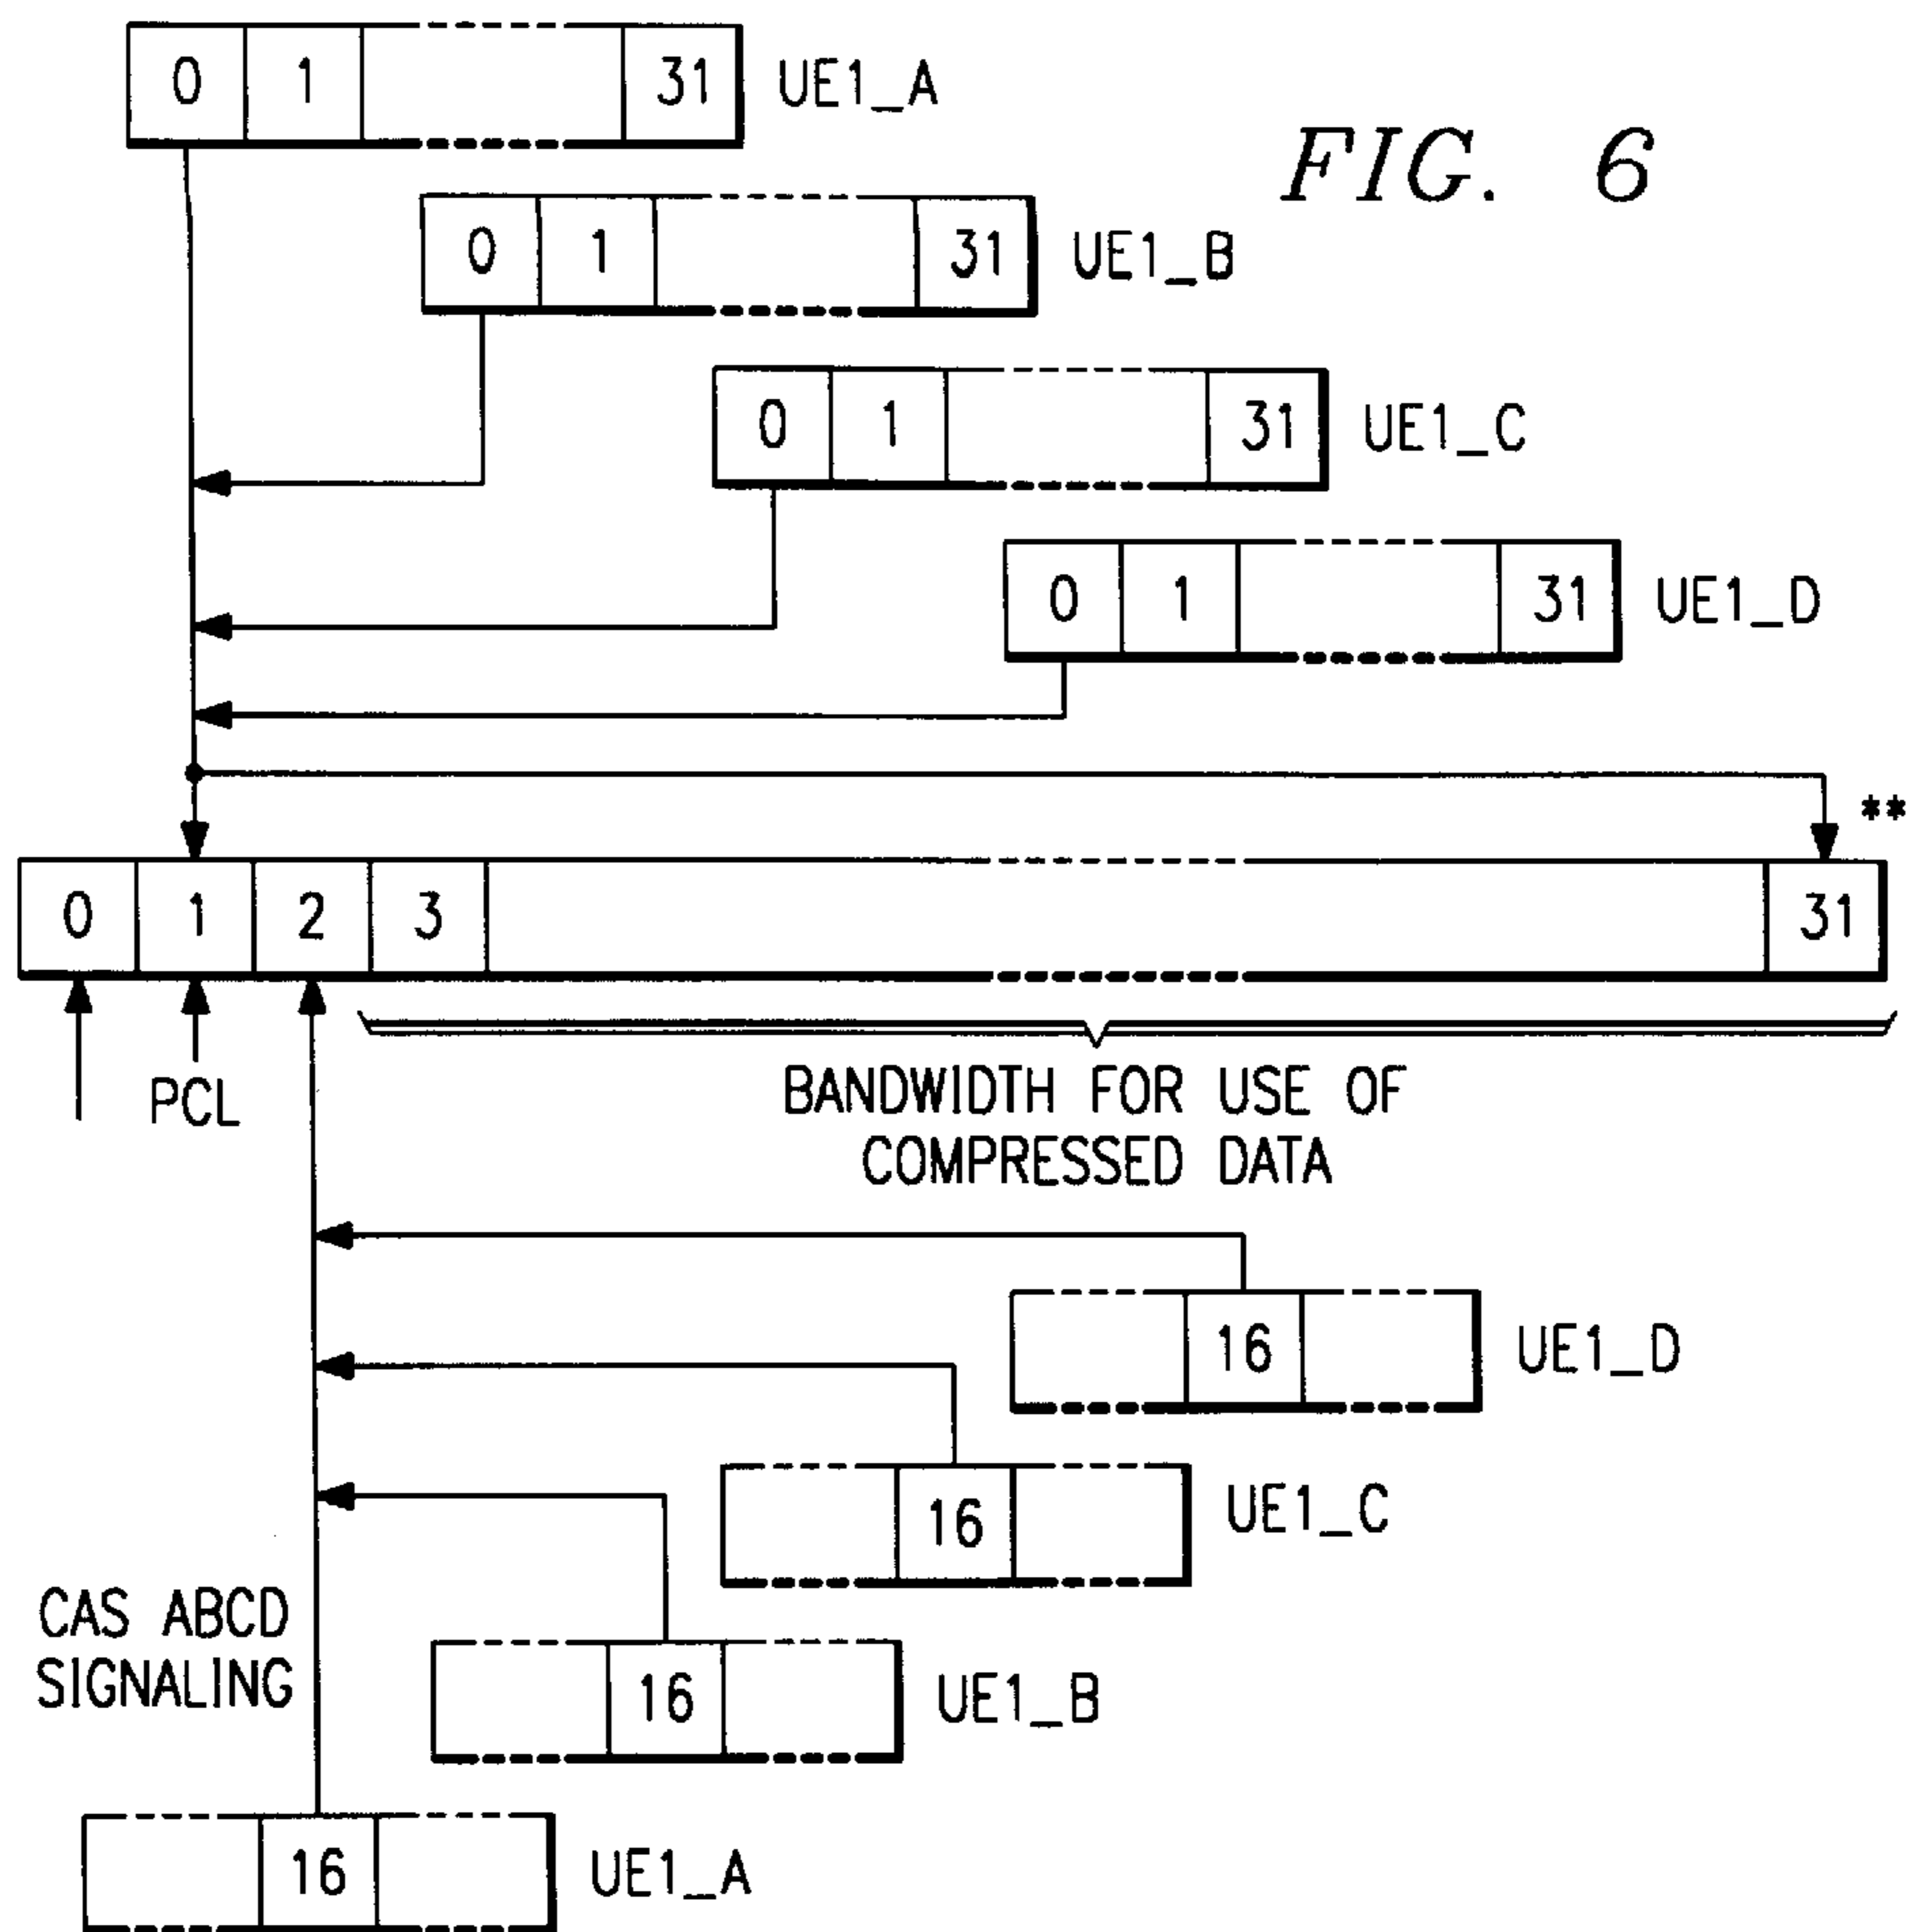 0 1 31 UE1_A
FIG. 6
0 1 31 UE1_B
0 1 31 UE1_C
0 1 31 UE1_D
**
0 1 2 3 31
PCL
BANDWIDTH FOR USE OF
COMPRESSED DATA
16 UE1_D
16 UE1_C
CAS ABCD
SIGNALING
16 UE1_B
16 UE1_A